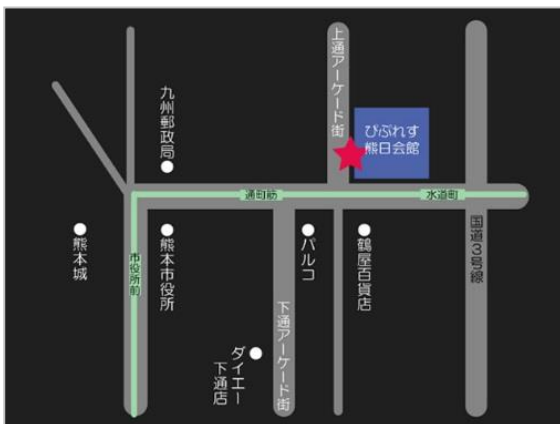 上通アーケード街
びぷれす
熊日会館
九州郵政局
通町筋
水道町
熊本城
市役所前
熊本市役所
パルコ
鶴屋百貨店
国道3号線
下通アーケード街
ダイエー
下通店